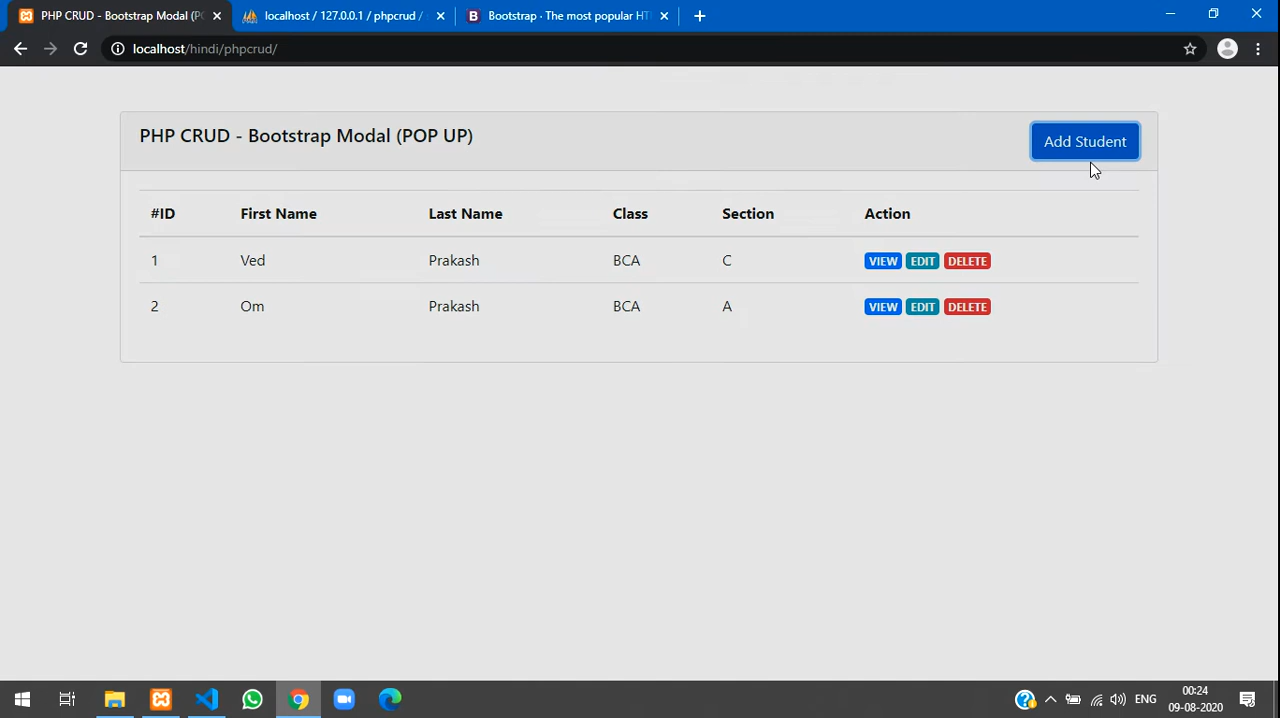 PHP CRUD - Bootstrap Modal (PO
localhost / 127.0.0.1 / phpcrud /
Bootstrap · The most popular HT
localhost/hindi/phpcrud/
PHP CRUD - Bootstrap Modal (POP UP)
Add Student
#ID First Name Last Name Class Section Action
1 Ved Prakash BCA C VIEW EDIT DELETE
2 Om Prakash BCA A VIEW EDIT DELETE
ENG
00:24
09-08-2020